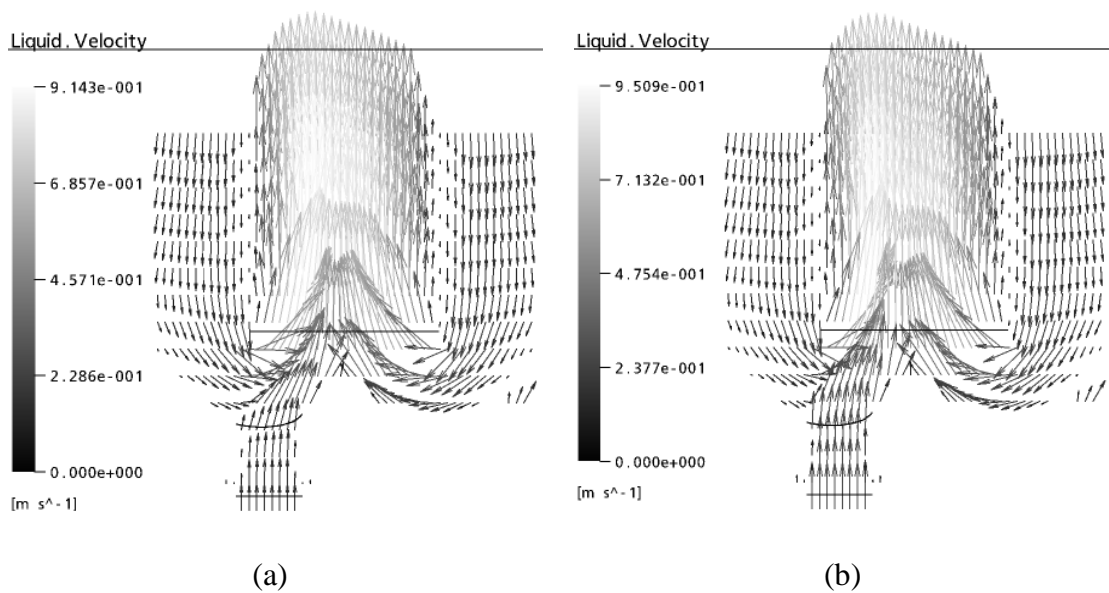 Liquid.Velocity
9.143e-001
6.857e-001
4.571e-001
2.286e-001
0.000e+000
[m s^-1]
(a)
Liquid.Velocity
9.509e-001
7.132e-001
4.754e-001
2.377e-001
0.000e+000
[m s^-1]
(b)